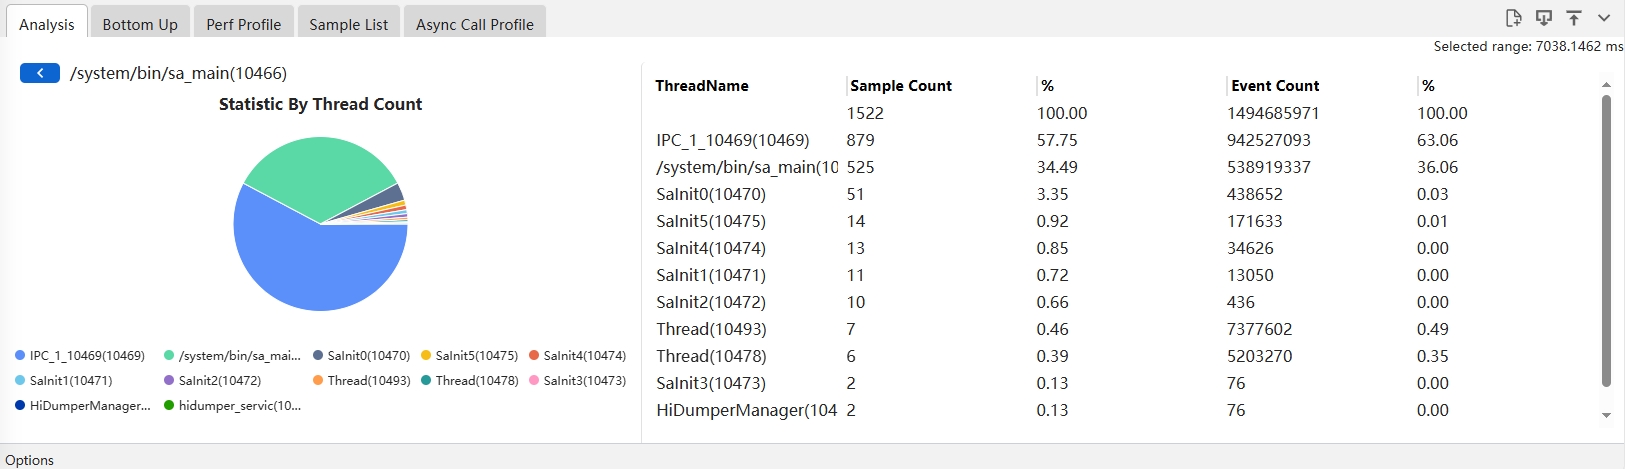 Analysis Bottom Up Perf Profile Sample List Async Call Profile
Selected range: 7038.1462 ms
/system/bin/sa_main(10466)
Statistic By Thread Count
IPC_1_10469(10469) /system/bin/sa_mai... SaInit0(10470) SaInit5(10475) SaInit4(10474)
SaInit1(10471) SaInit2(10472) Thread(10493) Thread(10478) SaInit3(10473)
HiDumperManager... hidumper_servic(10...
ThreadName Sample Count % Event Count %
1522 100.00 1494685971 100.00
IPC_1_10469(10469) 879 57.75 942527093 63.06
/system/bin/sa_main(10 525 34.49 538919337 36.06
SaInit0(10470) 51 3.35 438652 0.03
SaInit5(10475) 14 0.92 171633 0.01
SaInit4(10474) 13 0.85 34626 0.00
SaInit1(10471) 11 0.72 13050 0.00
SaInit2(10472) 10 0.66 436 0.00
Thread(10493) 7 0.46 7377602 0.49
Thread(10478) 6 0.39 5203270 0.35
SaInit3(10473) 2 0.13 76 0.00
HiDumperManager(104 2 0.13 76 0.00
Options